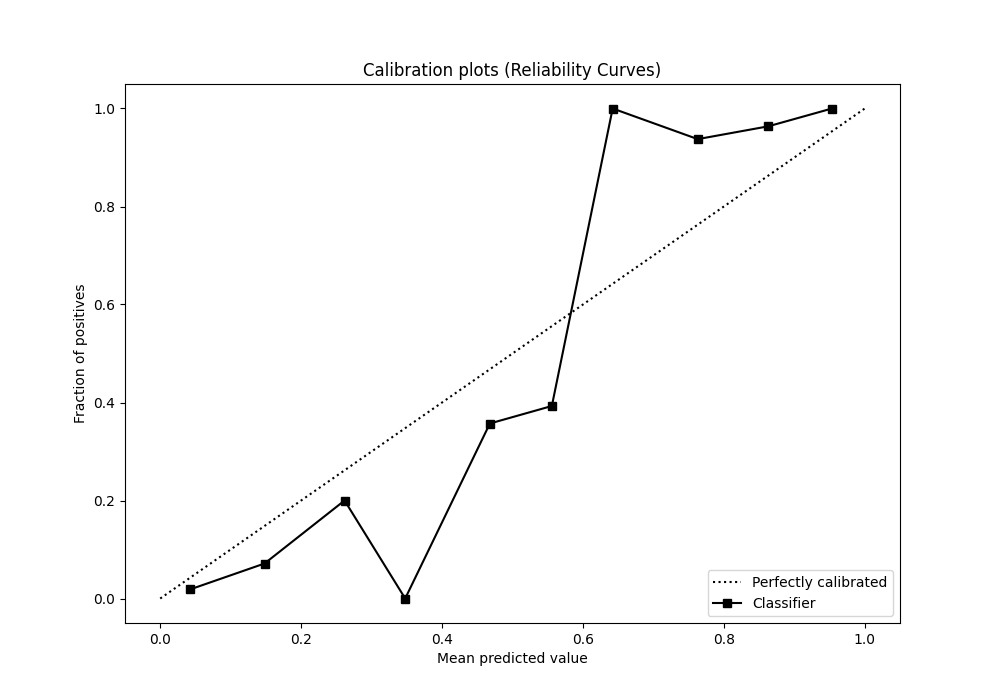 Calibration plots (Reliability Curves)
1.0
0.8
0.6
0.4
0.2
0.0
Fraction of positives
0.0 0.2 0.4 0.6 0.8 1.0
Mean predicted value
Perfectly calibrated
Classifier